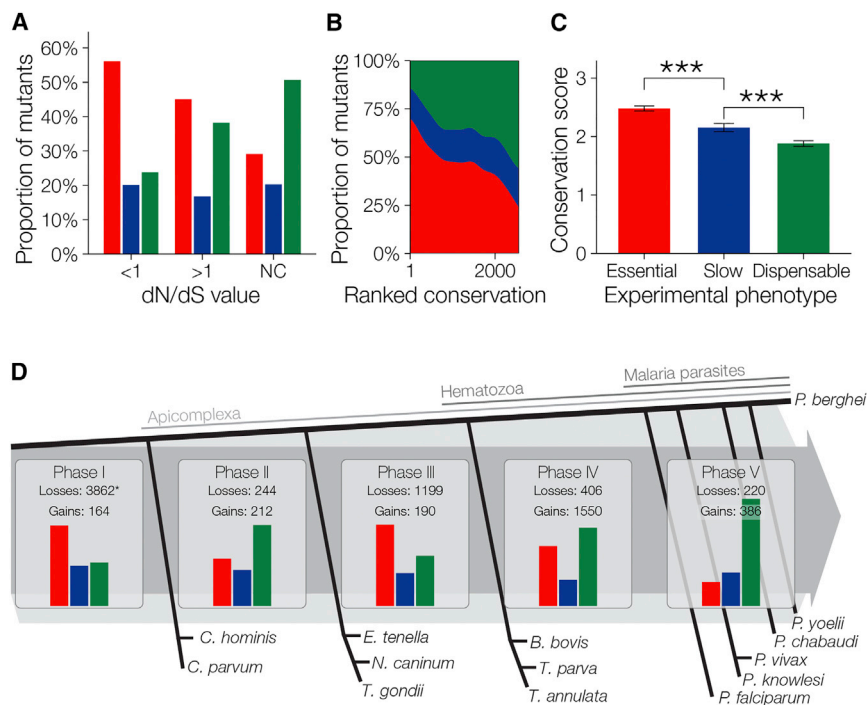 A
Proportion of mutants
60%
50%
40%
30%
20%
10%
0%
<1
>1
NC
dN/dS value
B
Proportion of mutants
100%
75%
50%
25%
0%
1
2000
Ranked conservation
C
Conservation score
3
2
1
0
***
***
Essential
Slow
Dispensable
Experimental phenotype
D
Apicomplexa
Hematozoa
Malaria parasites
P. berghei
Phase I
Losses: 3862*
Gains: 164
Phase II
Losses: 244
Gains: 212
Phase III
Losses: 1199
Gains: 190
Phase IV
Losses: 406
Gains: 1550
Phase V
Losses: 220
Gains: 386
C. hominis
C. parvum
E. tenella
N. caninum
T. gondii
B. bovis
T. parva
T. annulata
P. yoelii
P. chabaudi
P. vivax
P. knowlesi
P. falciparum